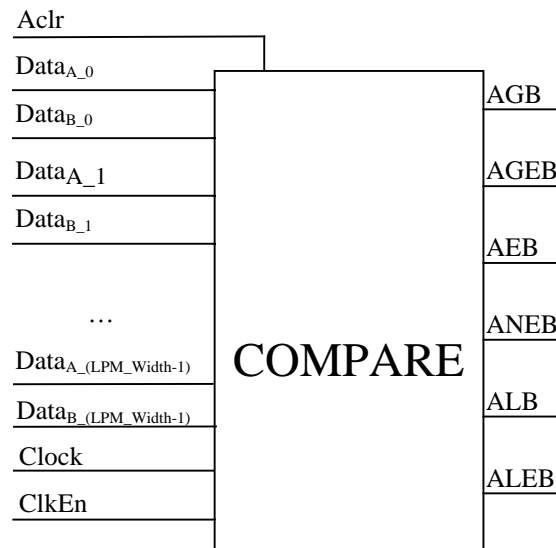 Aclr
DataA_0
DataB_0
DataA_1
DataB_1
...
DataA_(LPM_Width-1)
DataB_(LPM_Width-1)
Clock
ClkEn
COMPARE
AGB
AGEB
AEB
ANEB
ALB
ALEB